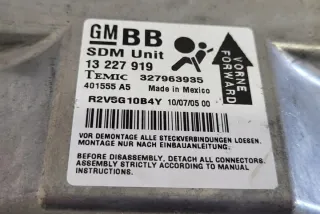 GM BB
SDM Unit
13 227 919
TEMIC 327963935
401555 A5 Made in Mexico
R2V5G10B4Y 10/07/05 00
VORNE
FORWARD
VOR DEMONTAGE ALLE STECKVERBINDUNGEN LOESEN.
MONTAGE NUR NACH EINBAUANLEITUNG.
BEFORE DISASSEMBLY, DETACH ALL CONNECTORS.
ASSEMBLY STRICTLY ACCORDING TO MANUAL
INSTRUCTIONS.